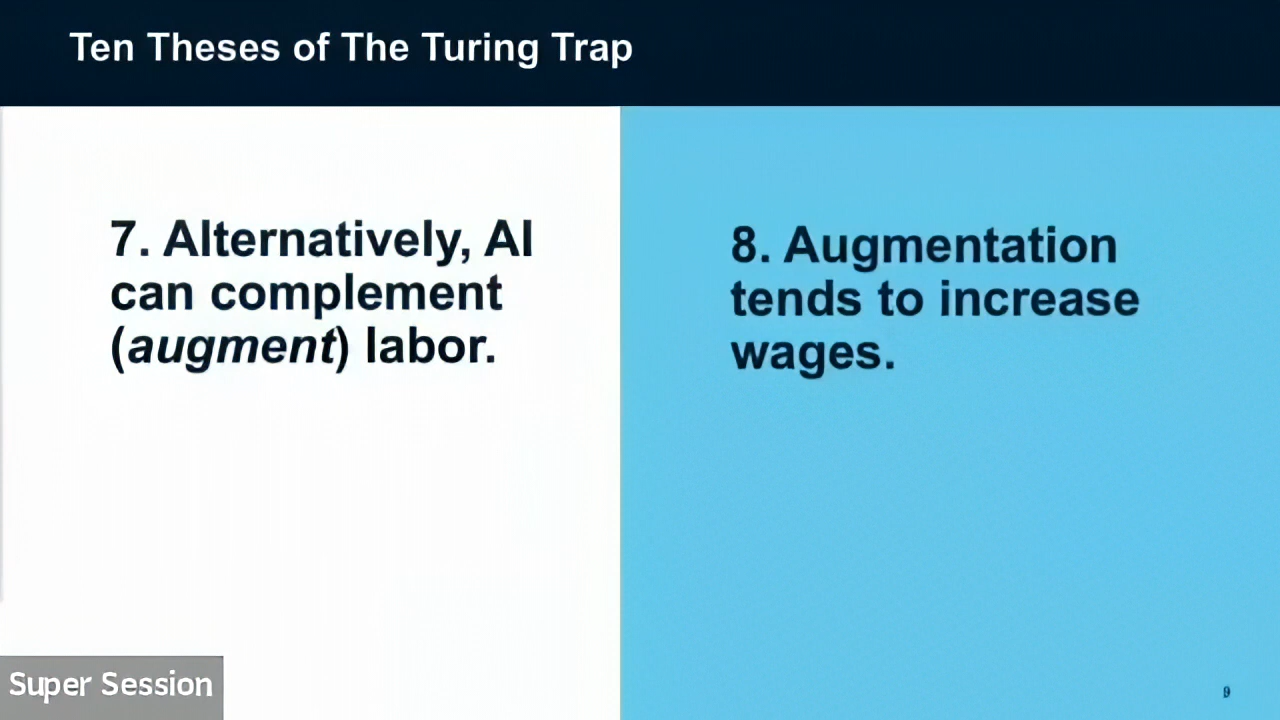 Ten Theses of The Turing Trap
7. Alternatively, AI
can complement
(augment) labor.
8. Augmentation
tends to increase
wages.
Super Session
9